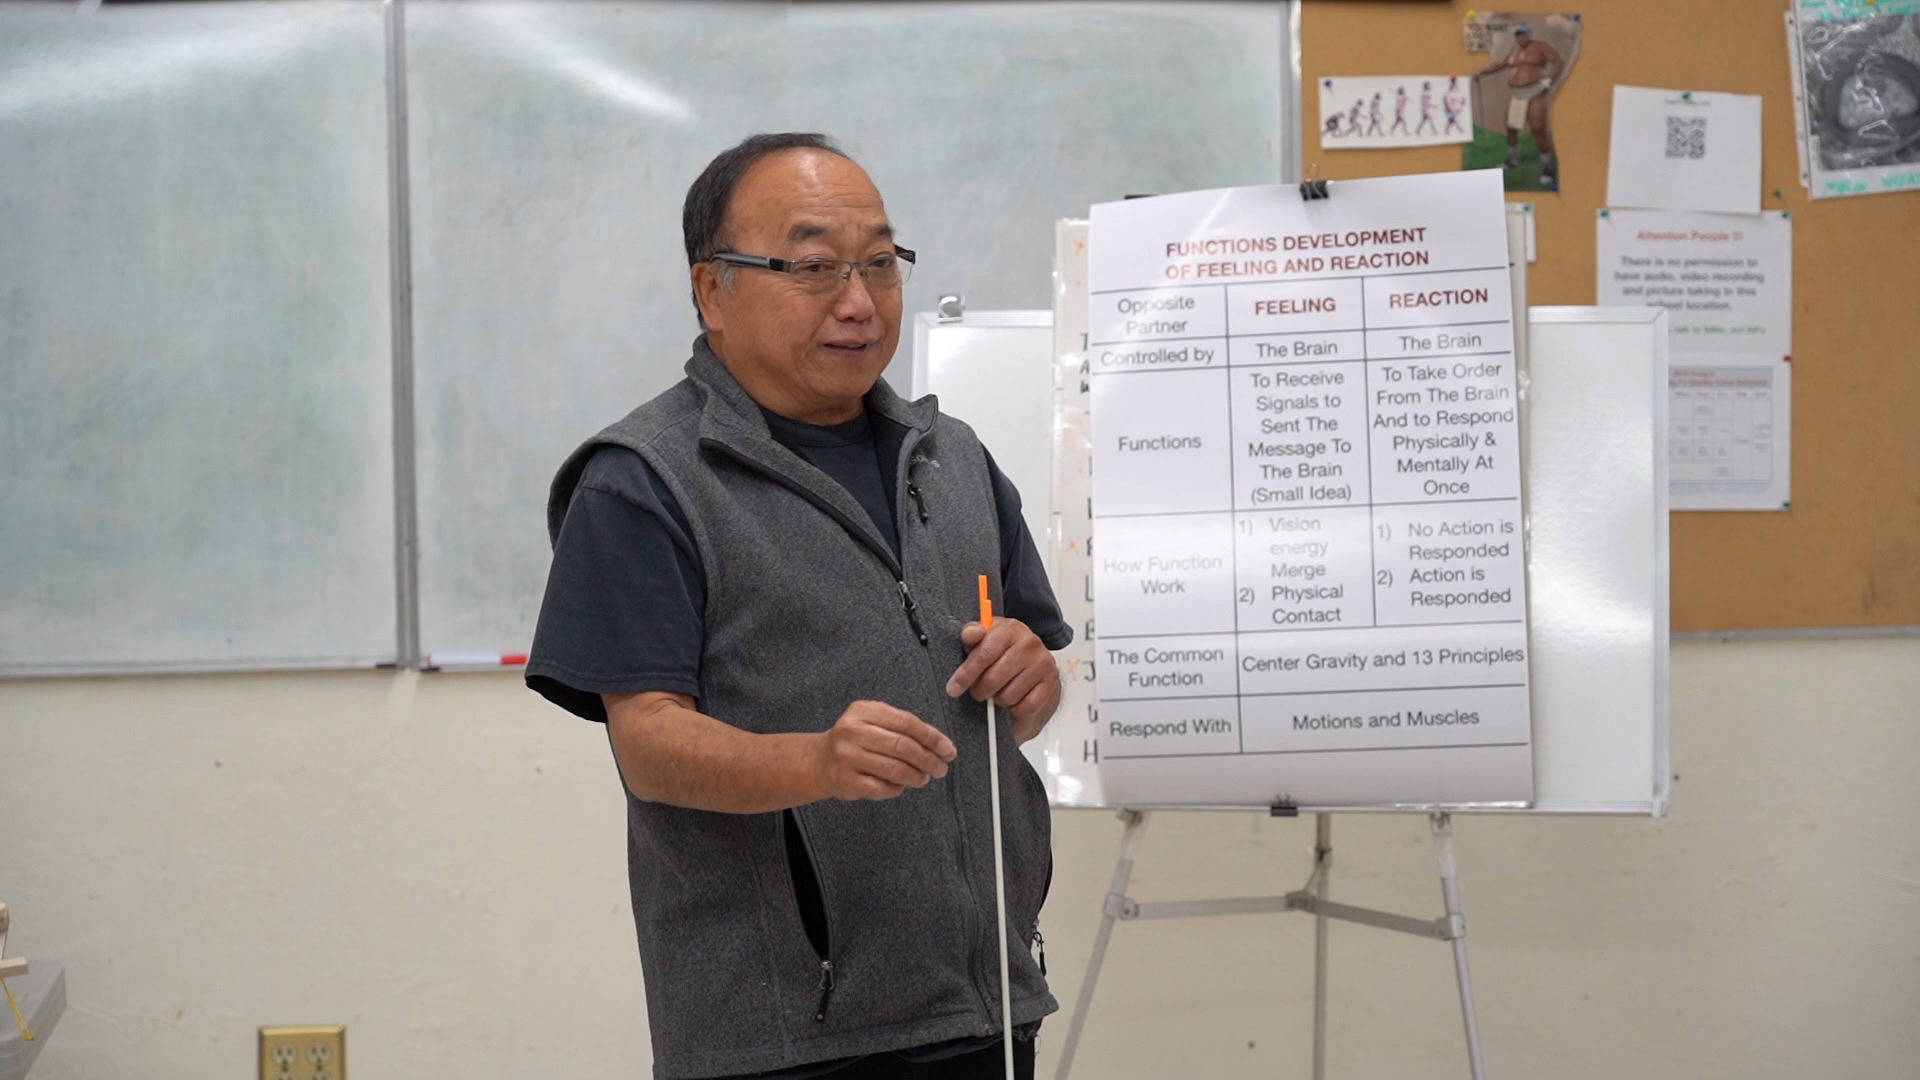 FUNCTIONS DEVELOPMENT
OF FEELING AND REACTION
Opposite
Partner
FEELING
REACTION
Controlled by
The Brain
The Brain
Functions
To Receive
Signals to
Sent The
Message To
The Brain
(Small Idea)
To Take Order
From The Brain
And to Respond
Physically &
Mentally At
Once
How Function
Work
1) Vision
energy
Merge
2) Physical
Contact
1) No Action is
Responded
2) Action is
Responded
The Common
Function
Center Gravity and 13 Principles
Respond With
Motions and Muscles
Attention People !!
There is no permission to
have audio, video recording
and picture taking in this
school location.